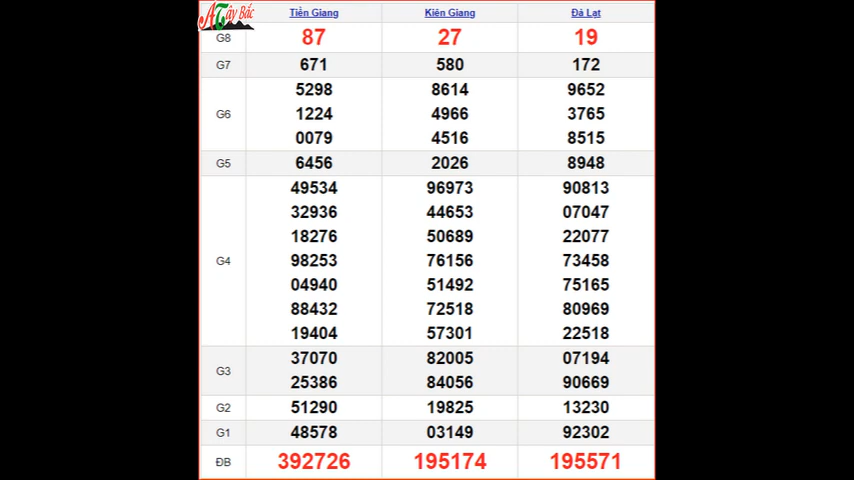 A Tây Bắc
Tiền Giang Kiên Giang Đà Lạt
G8 87 27 19
G7 671 580 172
5298 8614 9652
G6 1224 4966 3765
0079 4516 8515
G5 6456 2026 8948
49534 96973 90813
32936 44653 07047
18276 50689 22077
G4 98253 76156 73458
04940 51492 75165
88432 72518 80969
19404 57301 22518
37070 82005 07194
G3
25386 84056 90669
G2 51290 19825 13230
G1 48578 03149 92302
ĐB 392726 195174 195571